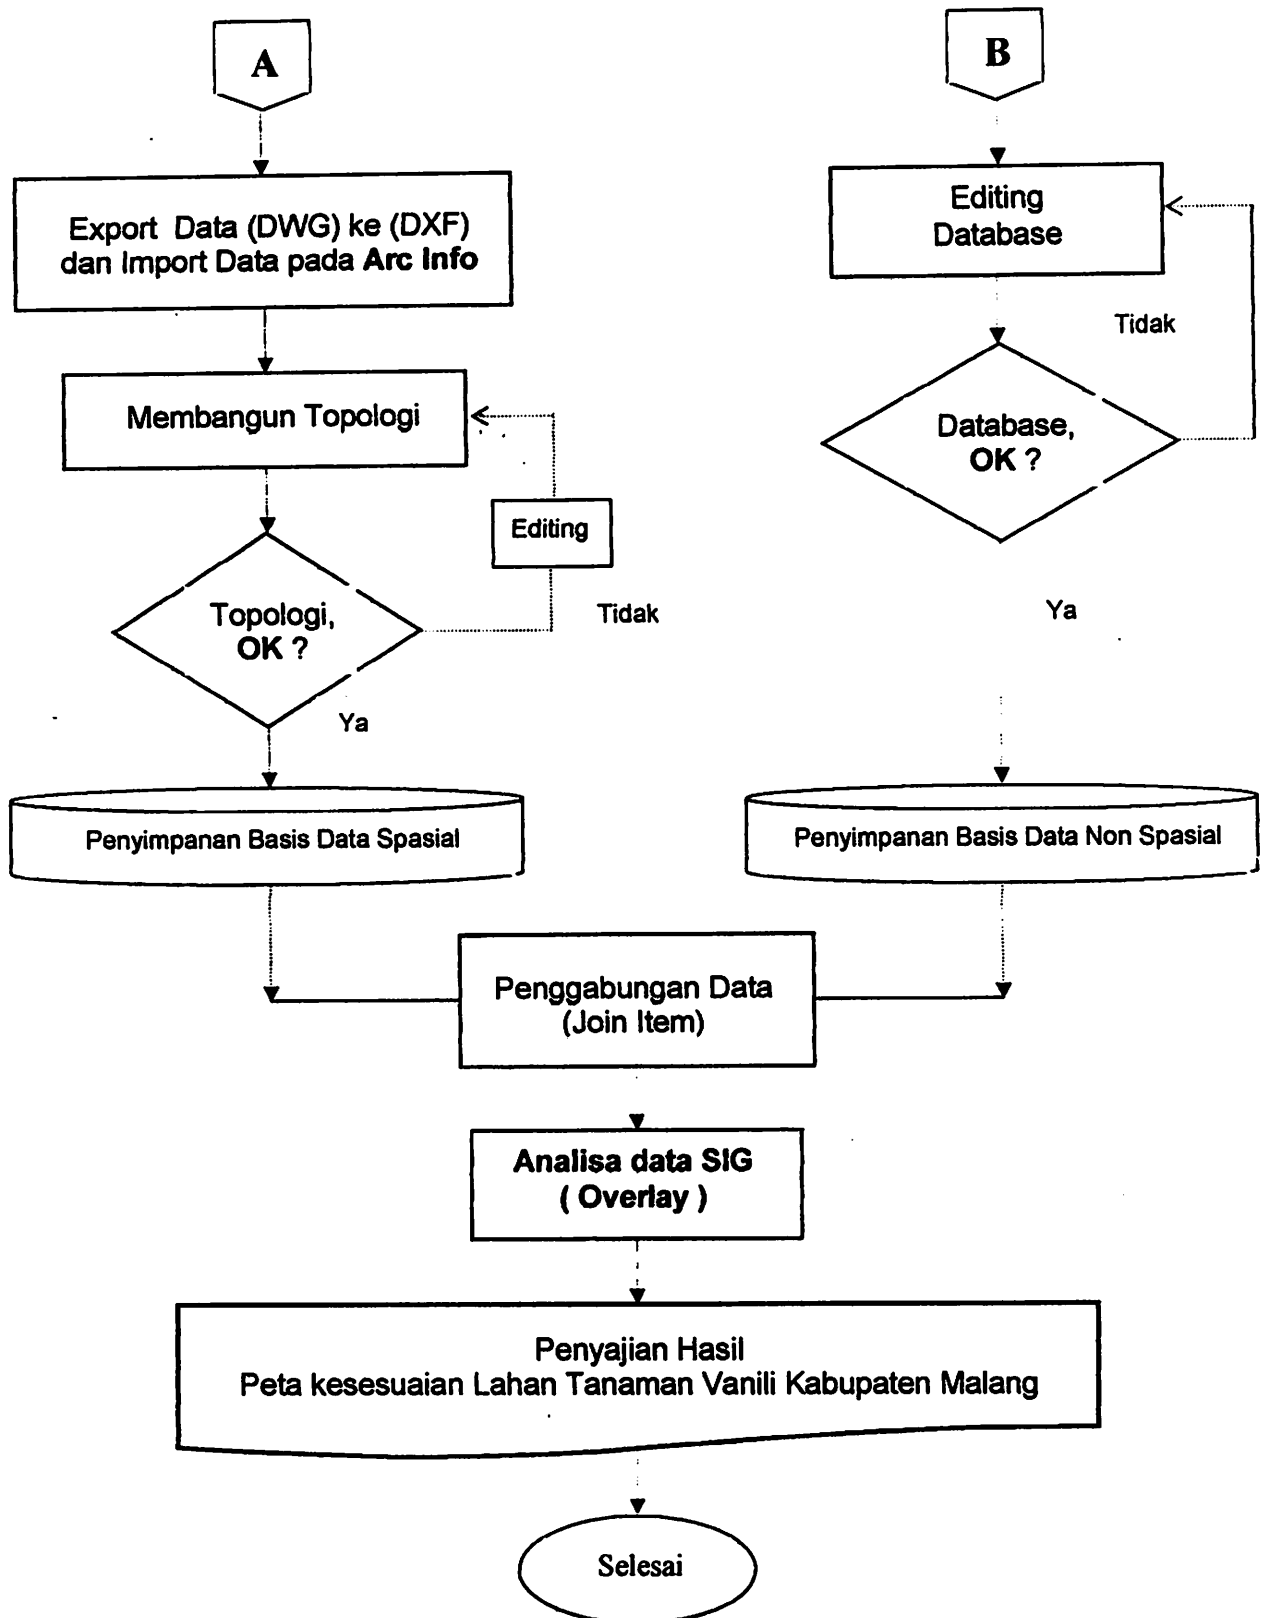 A
Export Data (DWG) ke (DXF)
dan Import Data pada Arc Info
Membangun Topologi
Editing
Topologi,
OK ?
Tidak
Ya
Penyimpanan Basis Data Spasial
B
Editing
Database
Tidak
Database,
OK ?
Ya
Penyimpanan Basis Data Non Spasial
Penggabungan Data
(Join Item)
Analisa data SIG
( Overlay )
Penyajian Hasil
Peta kesesuaian Lahan Tanaman Vanili Kabupaten Malang
Selesai